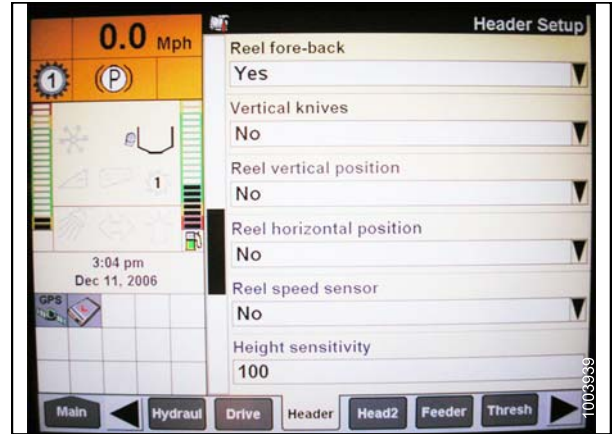 0.0 Mph
1
(P)
1
3:04 pm
Dec 11, 2006
GPS
Header Setup
Reel fore-back
Yes
Vertical knives
No
Reel vertical position
No
Reel horizontal position
No
Reel speed sensor
No
Height sensitivity
100
Main
Hydraul
Drive
Header
Head2
Feeder
Thresh
1003939